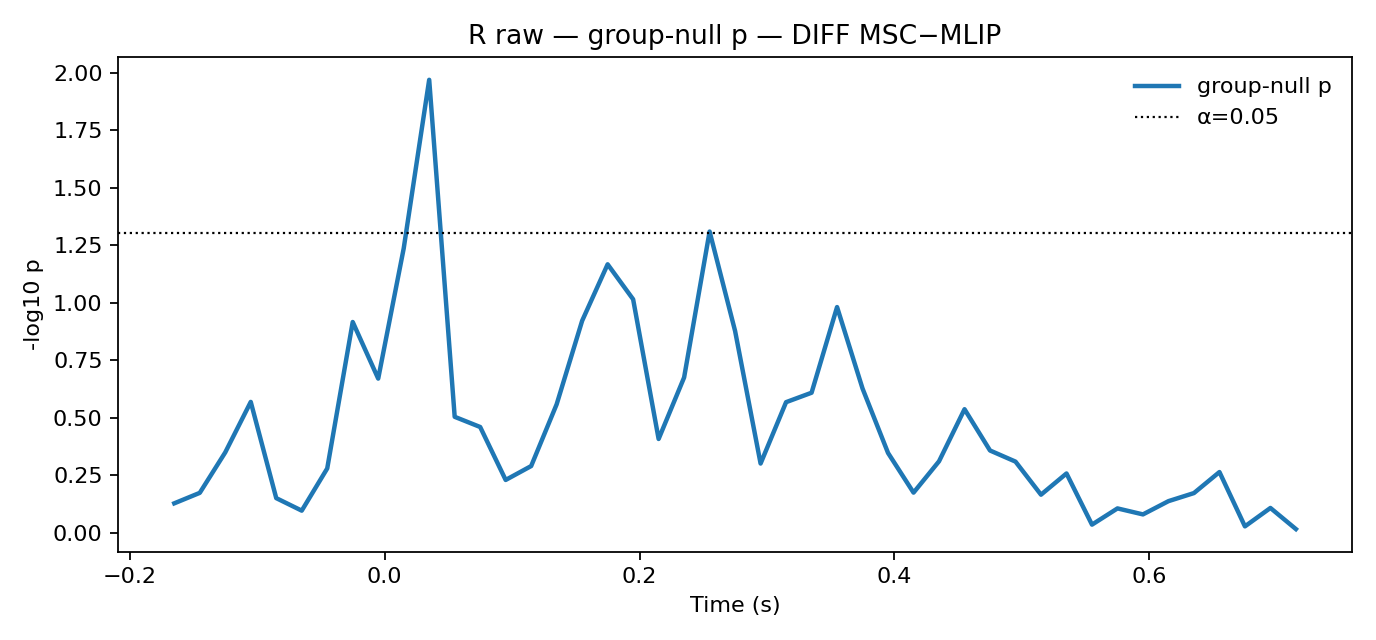 R raw — group-null p — DIFF MSC−MLIP
group-null p
α=0.05
2.00
1.75
1.50
1.25
1.00
0.75
0.50
0.25
0.00
-log10 p
−0.2
0.0
0.2
0.4
0.6
Time (s)